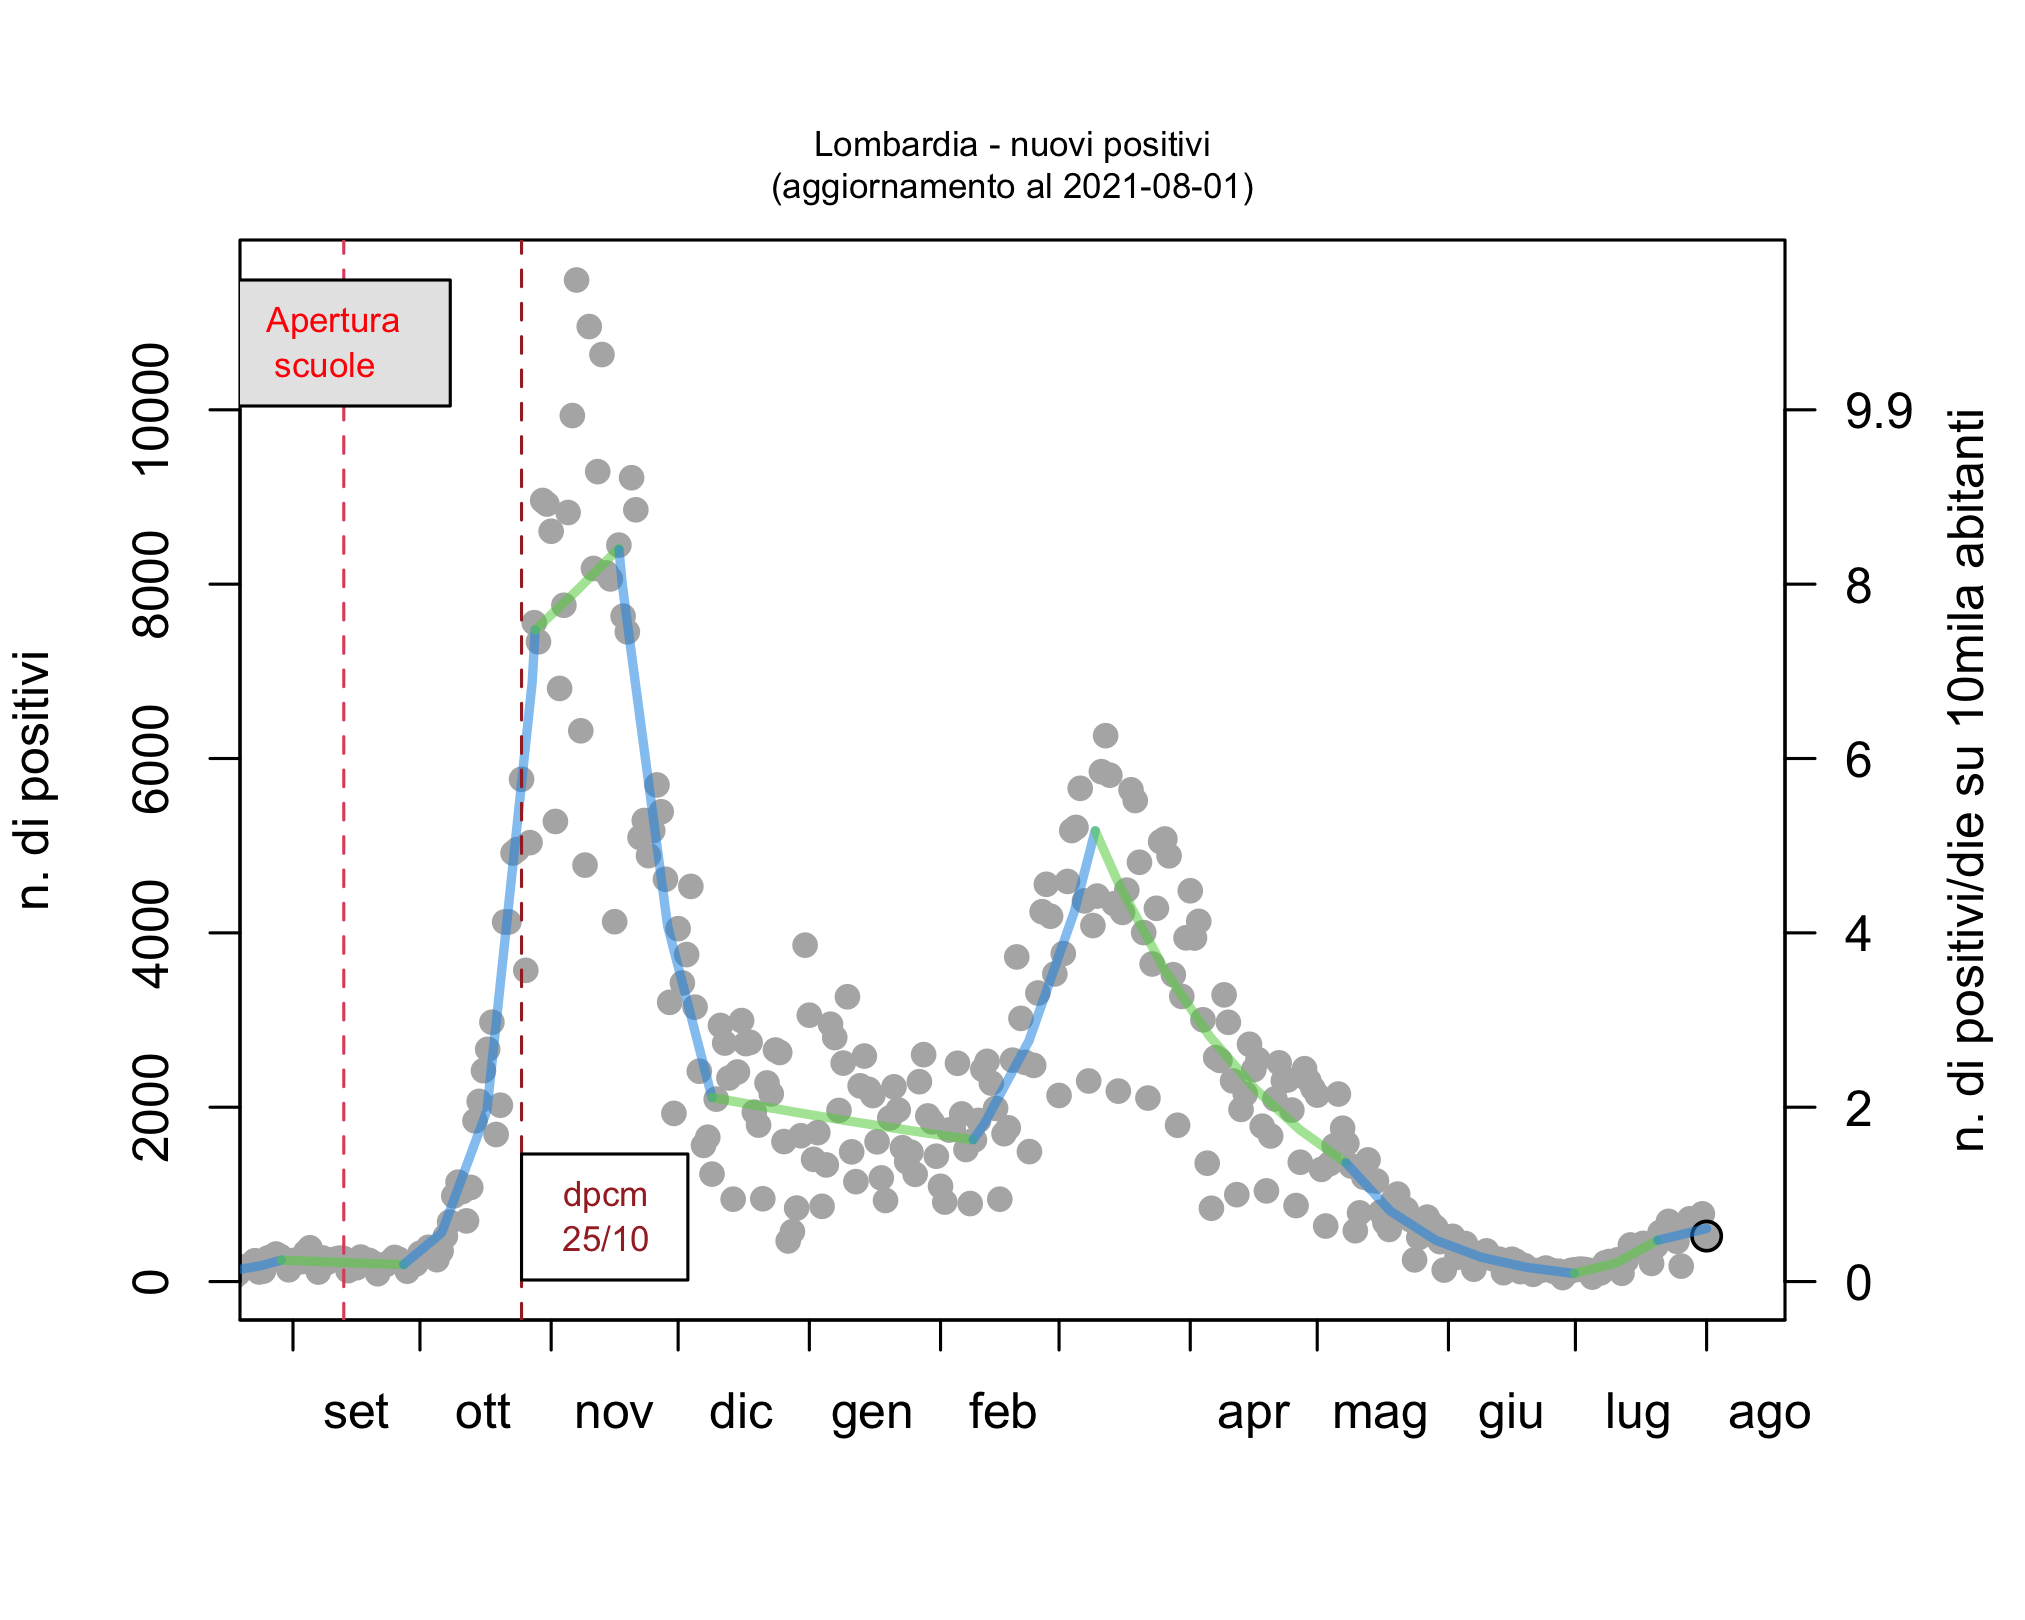 Lombardia - nuovi positivi
(aggiornamento al 2021-08-01)
Apertura
scuole
dpcm
25/10
n. di positivi
0
2000
4000
6000
8000
10000
n. di positivi/die su 10mila abitanti
0
2
4
6
8
9.9
set ott nov dic gen feb apr mag giu lug ago